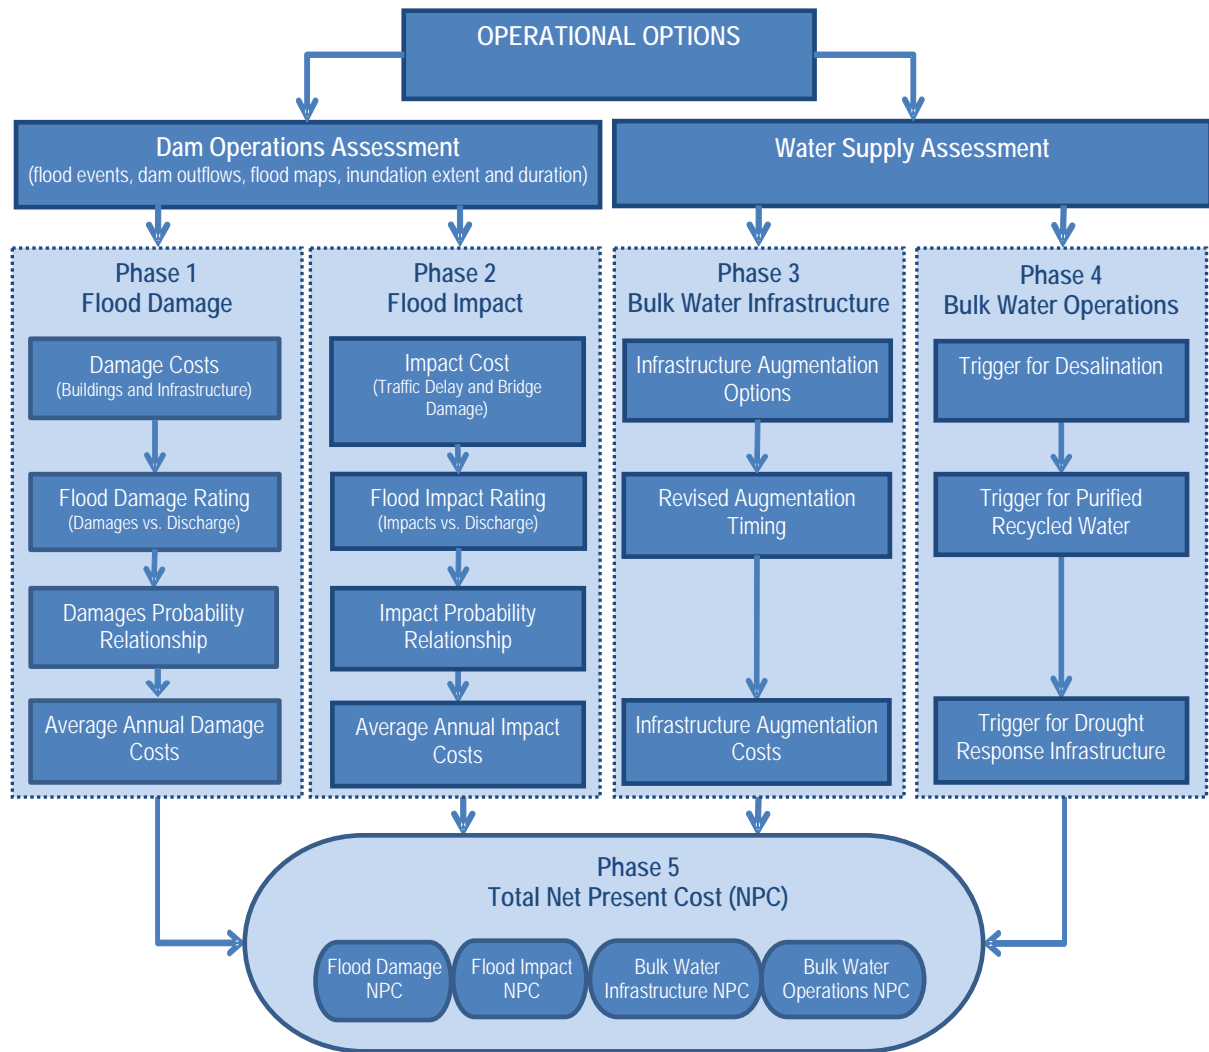 OPERATIONAL OPTIONS
Dam Operations Assessment
(flood events, dam outflows, flood maps, inundation extent and duration)
Water Supply Assessment
Phase 1
Flood Damage
Damage Costs
(Buildings and Infrastructure)
Flood Damage Rating
(Damages vs. Discharge)
Damages Probability
Relationship
Average Annual Damage
Costs
Phase 2
Flood Impact
Impact Cost
(Traffic Delay and Bridge
Damage)
Flood Impact Rating
(Impacts vs. Discharge)
Impact Probability
Relationship
Average Annual Impact
Costs
Phase 3
Bulk Water Infrastructure
Infrastructure Augmentation
Options
Revised Augmentation
Timing
Infrastructure Augmentation
Costs
Phase 4
Bulk Water Operations
Trigger for Desalination
Trigger for Purified
Recycled Water
Trigger for Drought
Response Infrastructure
Phase 5
Total Net Present Cost (NPC)
Flood Damage
NPC
Flood Impact
NPC
Bulk Water
Infrastructure NPC
Bulk Water
Operations NPC